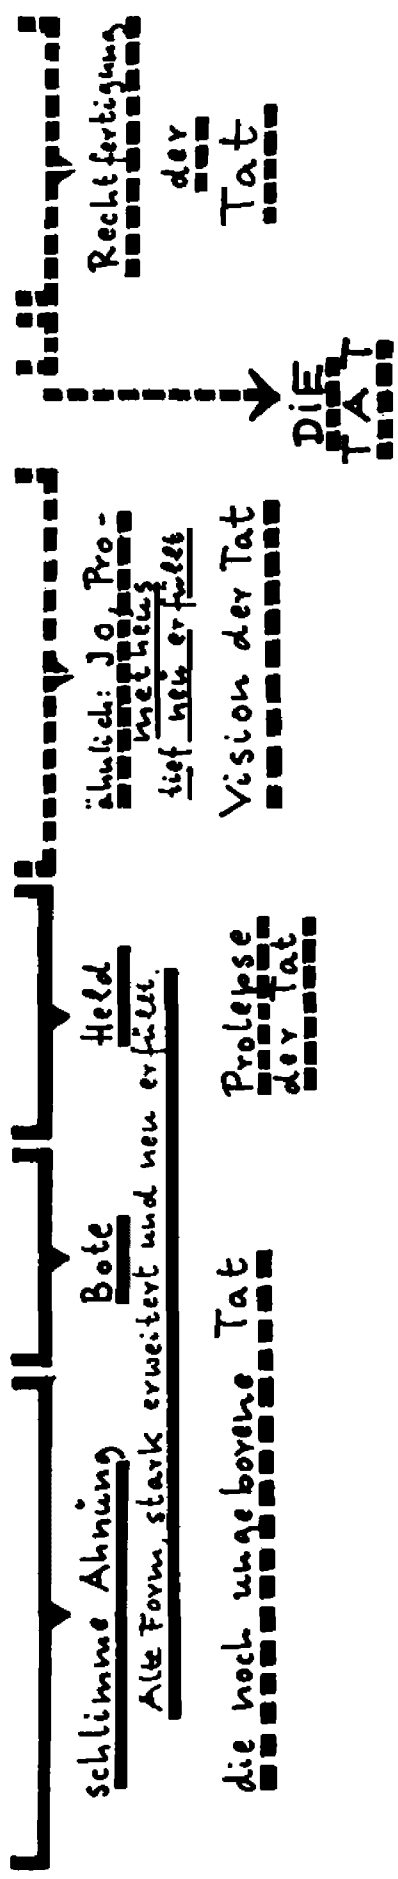 schlimme Ahnung
Bote
Held
Alte Form, stark erweitert und neu erfüllt.
die noch ungeborene Tat
Prolepse
der Tat
ähnlich: JO, Pro-
metheus
tief neu erfüllt
Vision der Tat
DiE
TAT
Rechtfertigung
der
Tat